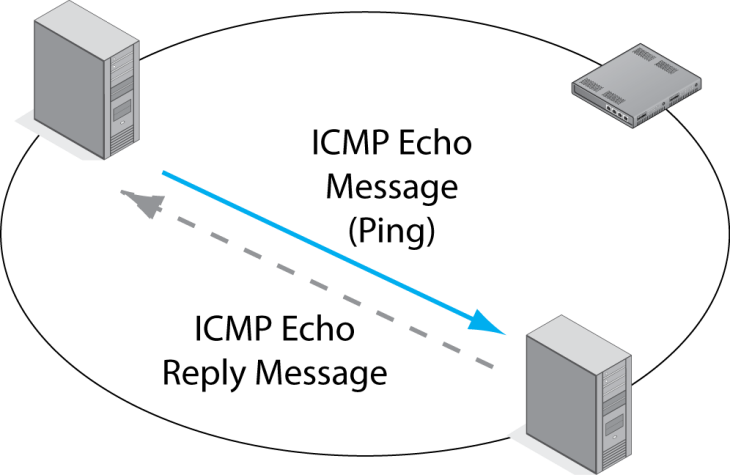 ICMP Echo
Message
(Ping)
ICMP Echo
Reply Message